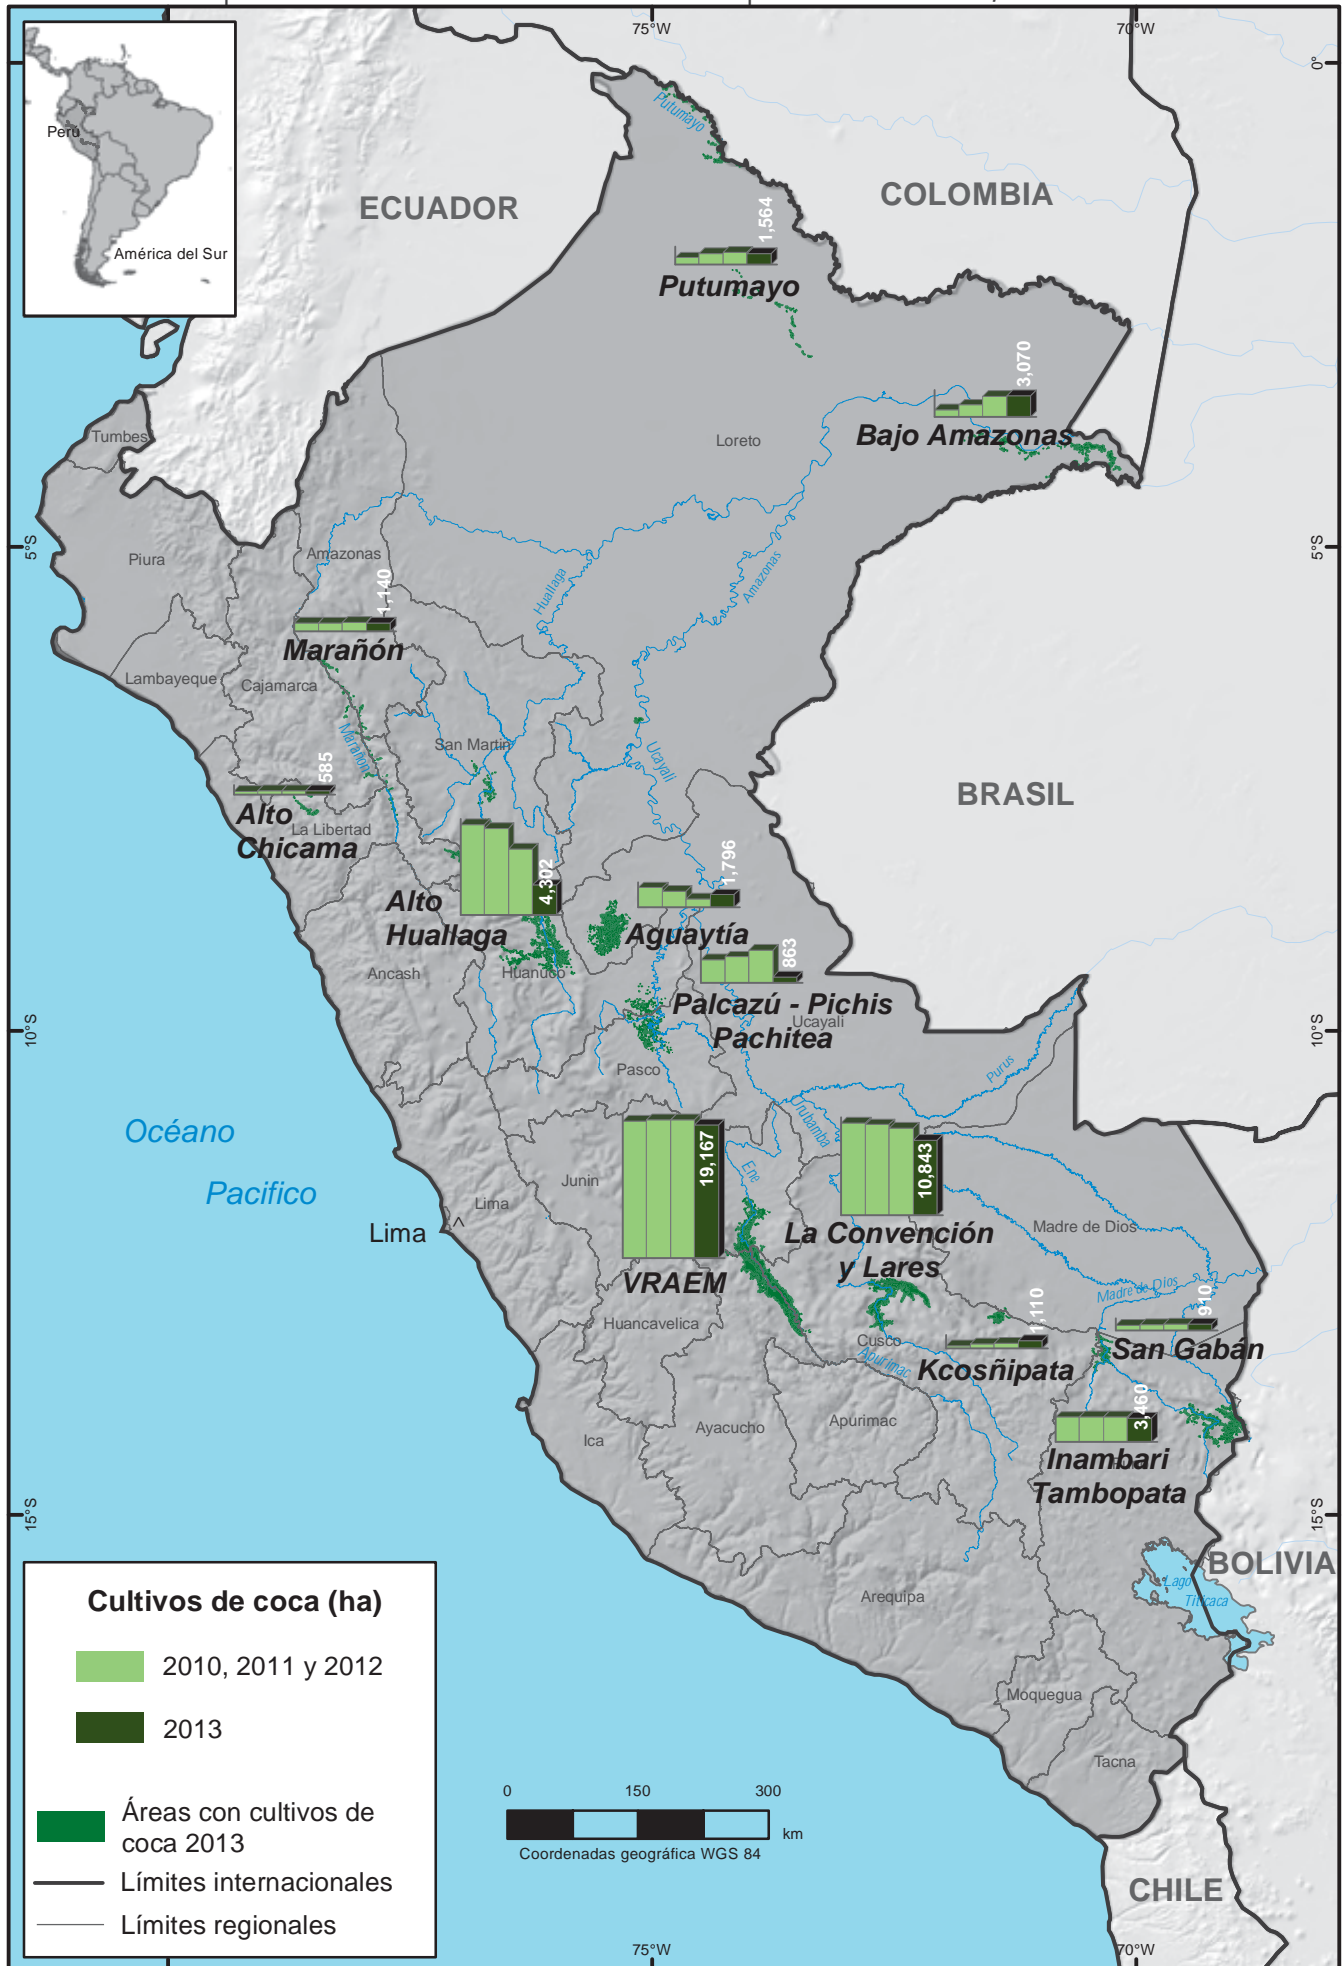 75°W
70°W
0°
0°
Perú
América del Sur
ECUADOR
COLOMBIA
Putumayo
1,564
Putumayo
3,070
Bajo Amazonas
Loreto
Tumbes
Piura
Amazonas
5°S
5°S
Huallaga
Amazonas
1,140
Marañón
Lambayeque
Cajamarca
Marañón
San Martin
Ucayali
585
Alto
Chicama
La Libertad
BRASIL
4,302
Alto
Huallaga
1,796
Aguaytía
Ancash
Huanuco
863
Palcazú - Pichis
Pachitea
Ucayali
10°S
10°S
Pasco
Purus
Océano
Pacifico
Urubamba
Ene
Junin
19,167
VRAEM
10,843
La Convención
y Lares
Lima
Lima
Madre de Dios
Madre de Dios
Huancavelica
Cusco
Apurimac
1,110
Kcosñipata
910
San Gabán
Ica
Ayacucho
Apurimac
3,460
Inambari
Tambopata
15°S
15°S
BOLIVIA
Lago
Titicaca
Arequipa
Moquegua
Tacna
CHILE
Cultivos de coca (ha)
2010, 2011 y 2012
2013
Áreas con cultivos de
coca 2013
Límites internacionales
Límites regionales
0 150 300
km
Coordenadas geográfica WGS 84
75°W
70°W